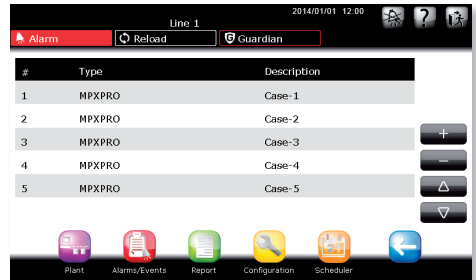 2014/01/01 12:00
Line 1
Alarm Reload Guardian
# Type Description
1 MPXPRO Case-1
2 MPXPRO Case-2
3 MPXPRO Case-3
4 MPXPRO Case-4
5 MPXPRO Case-5
Plant Alarms/Events Report Configuration Scheduler